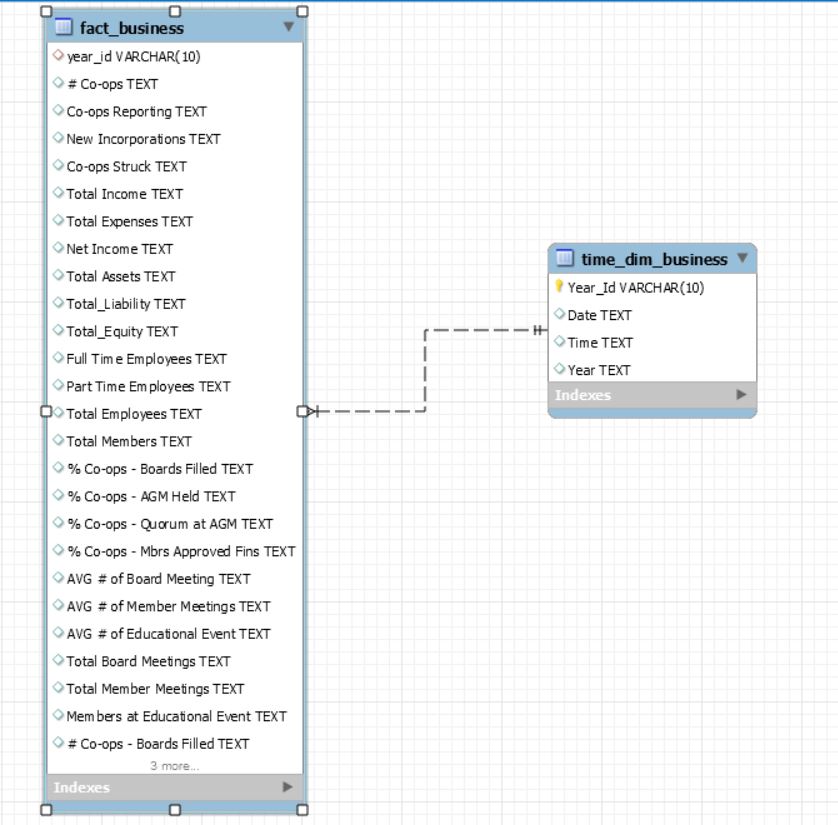 fact_business
year_id VARCHAR(10)
# Co-ops TEXT
Co-ops Reporting TEXT
New Incorporations TEXT
Co-ops Struck TEXT
Total Income TEXT
Total Expenses TEXT
Net Income TEXT
Total Assets TEXT
Total_Liability TEXT
Total_Equity TEXT
Full Time Employees TEXT
Part Time Employees TEXT
Total Employees TEXT
Total Members TEXT
% Co-ops - Boards Filled TEXT
% Co-ops - AGM Held TEXT
% Co-ops - Quorum at AGM TEXT
% Co-ops - Mbrs Approved Fins TEXT
AVG # of Board Meeting TEXT
AVG # of Member Meetings TEXT
AVG # of Educational Event TEXT
Total Board Meetings TEXT
Total Member Meetings TEXT
Members at Educational Event TEXT
# Co-ops - Boards Filled TEXT
3 more...
Indexes
time_dim_business
Year_Id VARCHAR(10)
Date TEXT
Time TEXT
Year TEXT
Indexes